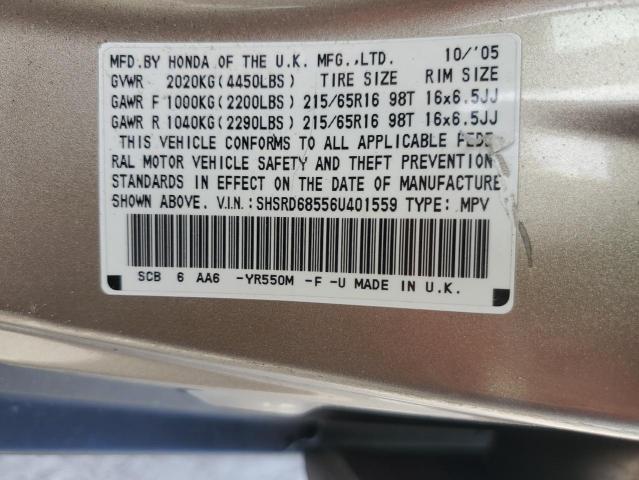 MFD.BY HONDA OF THE U.K. MFG.,LTD. 10/'05
GVWR 2020KG(4450LBS) TIRE SIZE RIM SIZE
GAWR F 1000KG(2200LBS) 215/65R16 98T 16x6.5JJ
GAWR R 1040KG(2290LBS) 215/65R16 98T 16x6.5JJ
THIS VEHICLE CONFORMS TO ALL APPLICABLE FEDE-
RAL MOTOR VEHICLE SAFETY AND THEFT PREVENTION
STANDARDS IN EFFECT ON THE DATE OF MANUFACTURE
SHOWN ABOVE. V.I.N.:SHSRD68556U401559 TYPE: MPV
SCB 6 AA6 -YR550M -F -U MADE IN U.K.